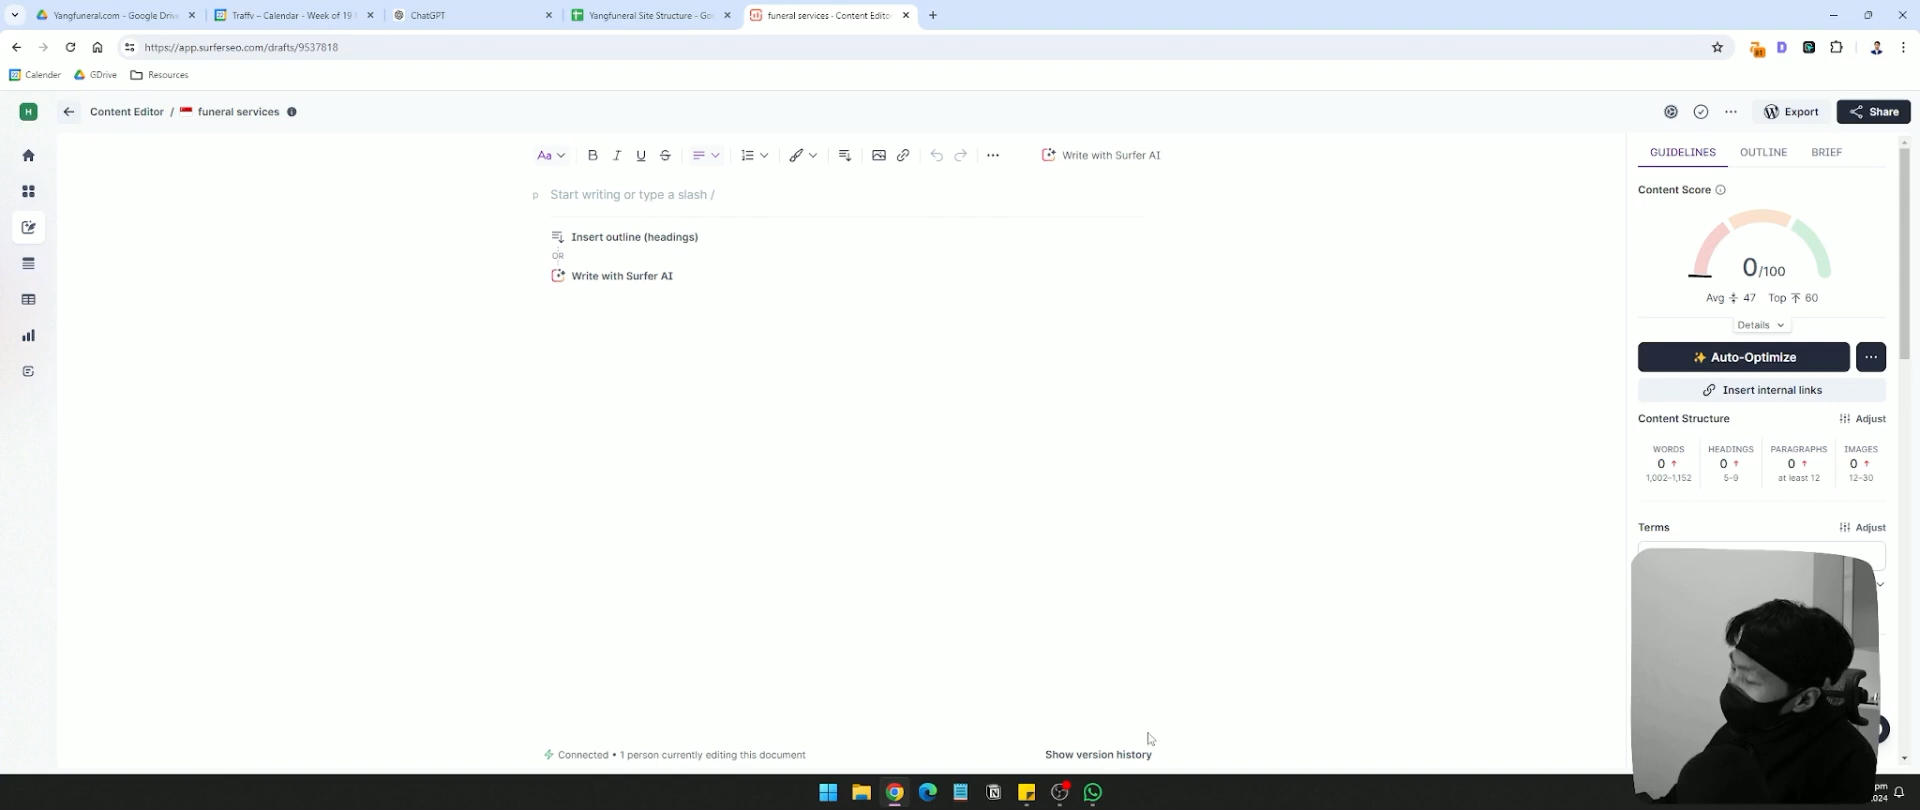 Yangfuneral.com - Google Driv
Traffv – Calendar - Week of 19
ChatGPT
Yangfuneral Site Structure - Go
funeral services - Content Edito
https://app.surferseo.com/drafts/9537818
Calender
GDrive
Resources
H
Content Editor / funeral services
Export
Share
Aa
Write with Surfer AI
p
Start writing or type a slash /
Insert outline (headings)
OR
Write with Surfer AI
GUIDELINES
OUTLINE
BRIEF
Content Score
0/100
Avg 47 Top 60
Details
Auto-Optimize
Insert internal links
Content Structure
Adjust
WORDS HEADINGS PARAGRAPHS IMAGES
0 0 0 0
1,002–1,152 5–9 at least 12 12–30
Terms
Adjust
Connected • 1 person currently editing this document
Show version history
pm